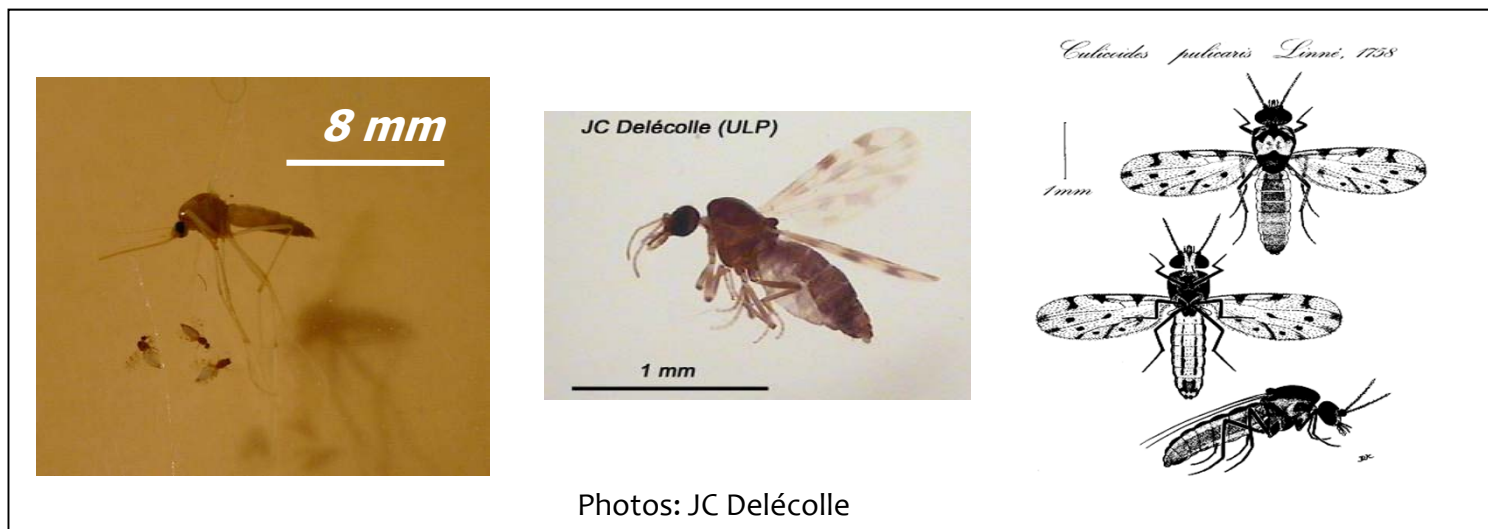 8 mm
JC Delécolle (ULP)
1 mm
Culicoides pulicaris Linné, 1758
1mm
Photos: JC Delécolle